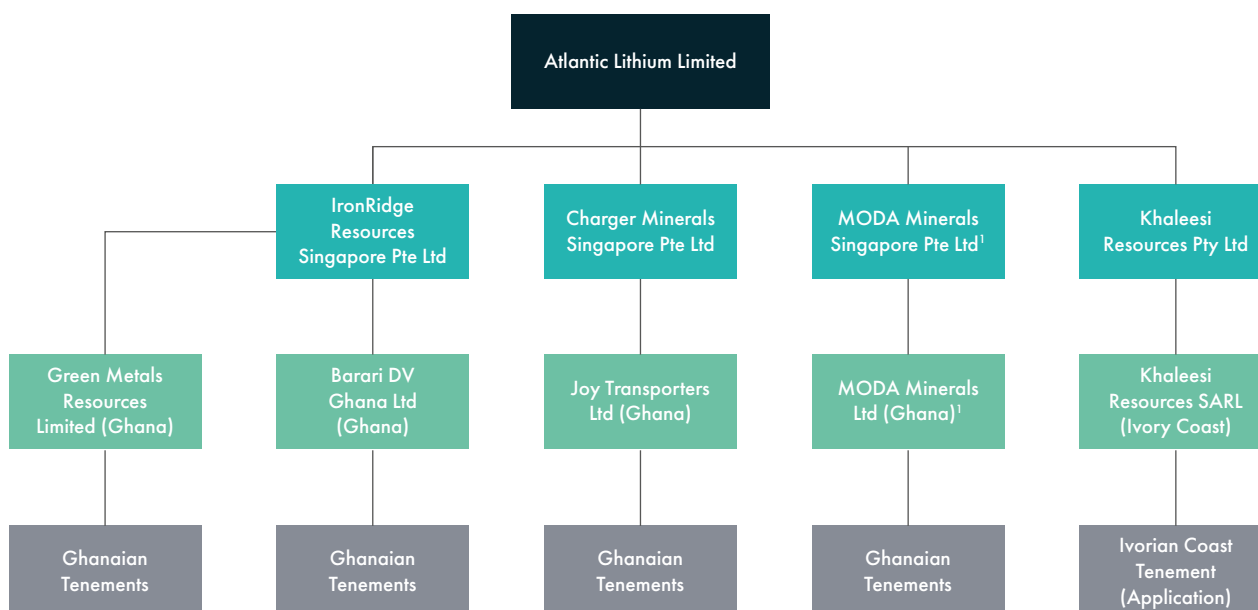 Atlantic Lithium Limited
IronRidge
Resources
Singapore Pte Ltd
Charger Minerals
Singapore Pte Ltd
MODA Minerals
Singapore Pte Ltd¹
Khaleesi
Resources Pty Ltd
Green Metals
Resources
Limited (Ghana)
Barari DV
Ghana Ltd
(Ghana)
Joy Transporters
Ltd (Ghana)
MODA Minerals
Ltd (Ghana)¹
Khaleesi
Resources SARL
(Ivory Coast)
Ghanaian
Tenements
Ghanaian
Tenements
Ghanaian
Tenements
Ghanaian
Tenements
Ivorian Coast
Tenement
(Application)